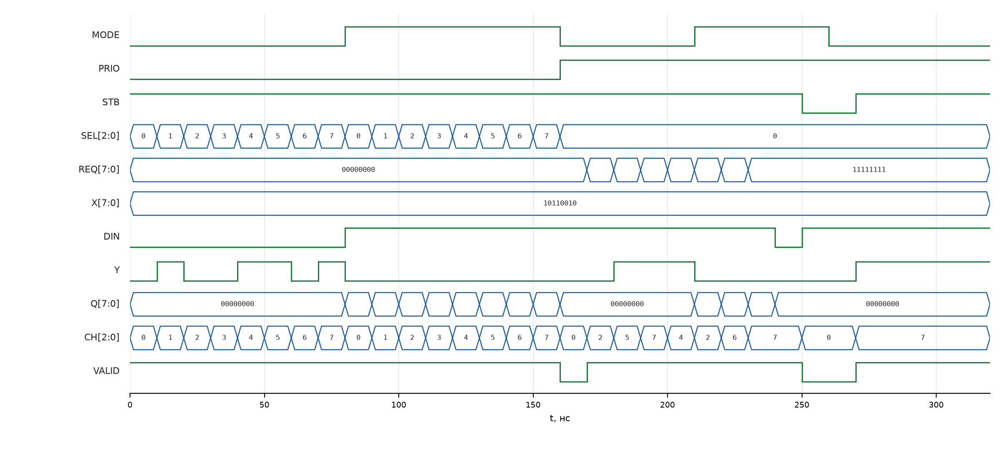 MODE
PRIO
STB
SEL[2:0] 0 1 2 3 4 5 6 7 0 1 2 3 4 5 6 7 0
REQ[7:0] 00000000 11111111
X[7:0] 10110010
DIN
Y
Q[7:0] 00000000 00000000 00000000
CH[2:0] 0 1 2 3 4 5 6 7 0 1 2 3 4 5 6 7 0 2 5 7 4 2 6 7 0 7
VALID
0 50 100 150 200 250 300
t, нс